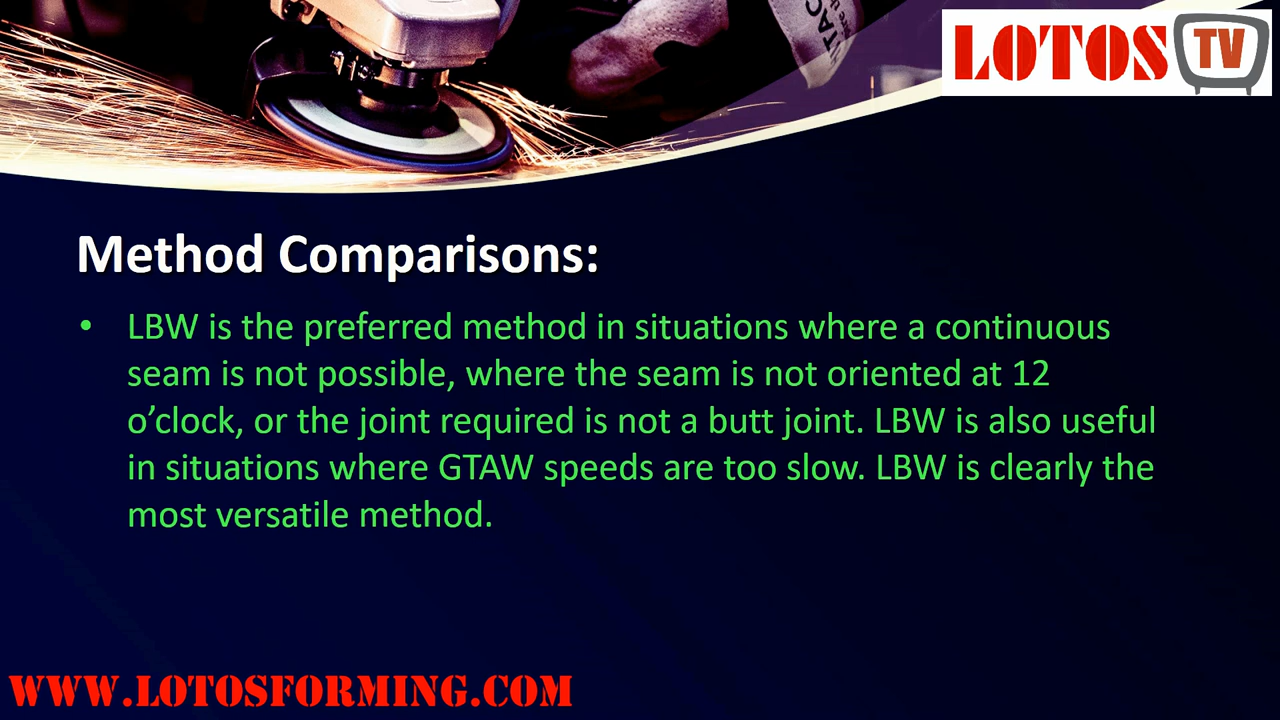 LOTOS TV
Method Comparisons:
• LBW is the preferred method in situations where a continuous
seam is not possible, where the seam is not oriented at 12
o’clock, or the joint required is not a butt joint. LBW is also useful
in situations where GTAW speeds are too slow. LBW is clearly the
most versatile method.
WWW.LOTOSFORMING.COM